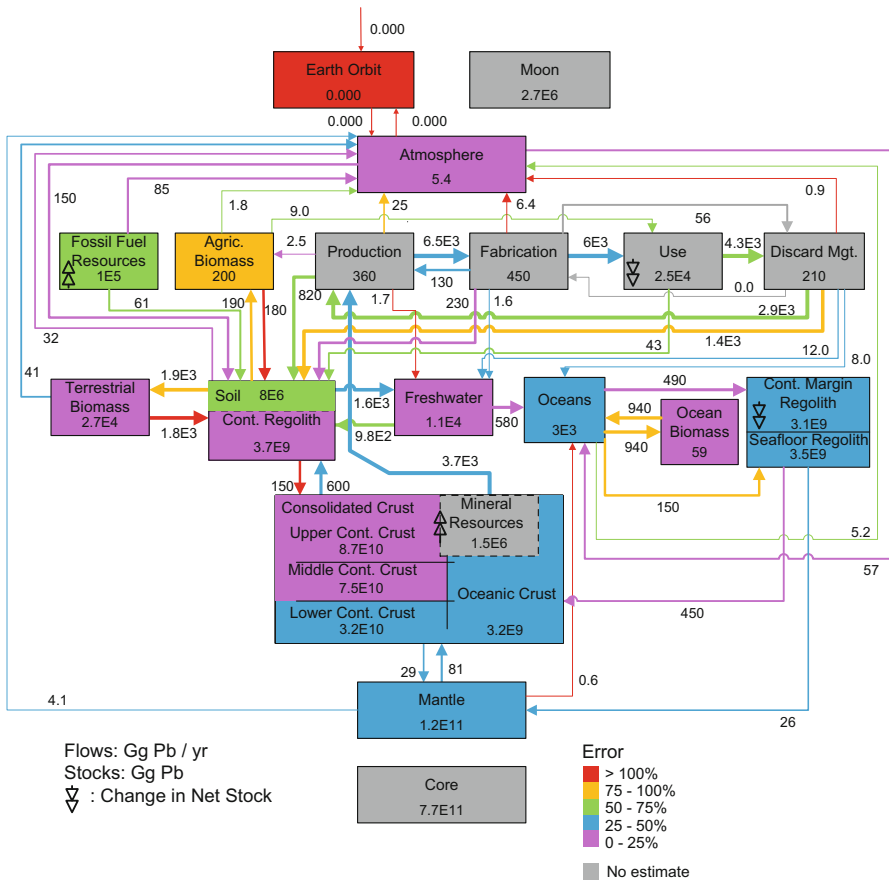 0.000
Earth Orbit
0.000
Moon
2.7E6
0.000
0.000
Atmosphere
5.4
150
85
1.8
9.0
25
6.4
56
0.9
Fossil Fuel
Resources
1E5
Agric.
Biomass
200
2.5
Production
360
6.5E3
130
Fabrication
450
6E3
Use
2.5E4
4.3E3
Discard Mgt.
210
0.0
61
190
180
820
1.7
230
1.6
2.9E3
32
43
1.4E3
12.0
8.0
41
Terrestrial
Biomass
2.7E4
1.9E3
1.8E3
Soil
8E6
Cont. Regolith
3.7E9
1.6E3
9.8E2
Freshwater
1.1E4
580
Oceans
3E3
490
940
940
Ocean
Biomass
59
Cont. Margin
Regolith
3.1E9
Seafloor Regolith
3.5E9
150
3.7E3
150
600
5.2
57
450
Consolidated Crust
Upper Cont. Crust
8.7E10
Middle Cont. Crust
7.5E10
Lower Cont. Crust
3.2E10
Mineral
Resources
1.5E6
Oceanic Crust
3.2E9
29
81
0.6
4.1
26
Mantle
1.2E11
Core
7.7E11
Flows: Gg Pb / yr
Stocks: Gg Pb
: Change in Net Stock
Error
> 100%
75 - 100%
50 - 75%
25 - 50%
0 - 25%
No estimate